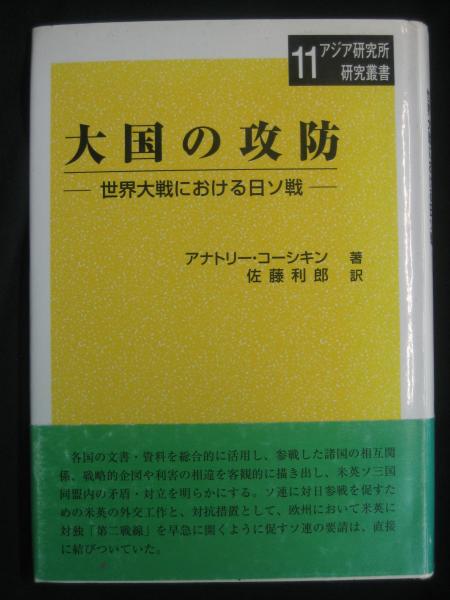 11 アジア研究所
研究叢書
大国の攻防
― 世界大戦における日ソ戦 ―
アナトリー・コーシキン 著
佐藤利郎 訳
各国の文書・資料を総合的に活用し、参戦した諸国の相互関
係、戦略的企図や利害の相違を客観的に描き出し、米英ソ三国
同盟内の矛盾・対立を明らかにする。ソ連に対日参戦を促すた
めの米英の外交工作と、対抗措置として、欧州において米英に
対独「第二戦線」を早急に開くように促すソ連の要請は、直接
に結びついていた。